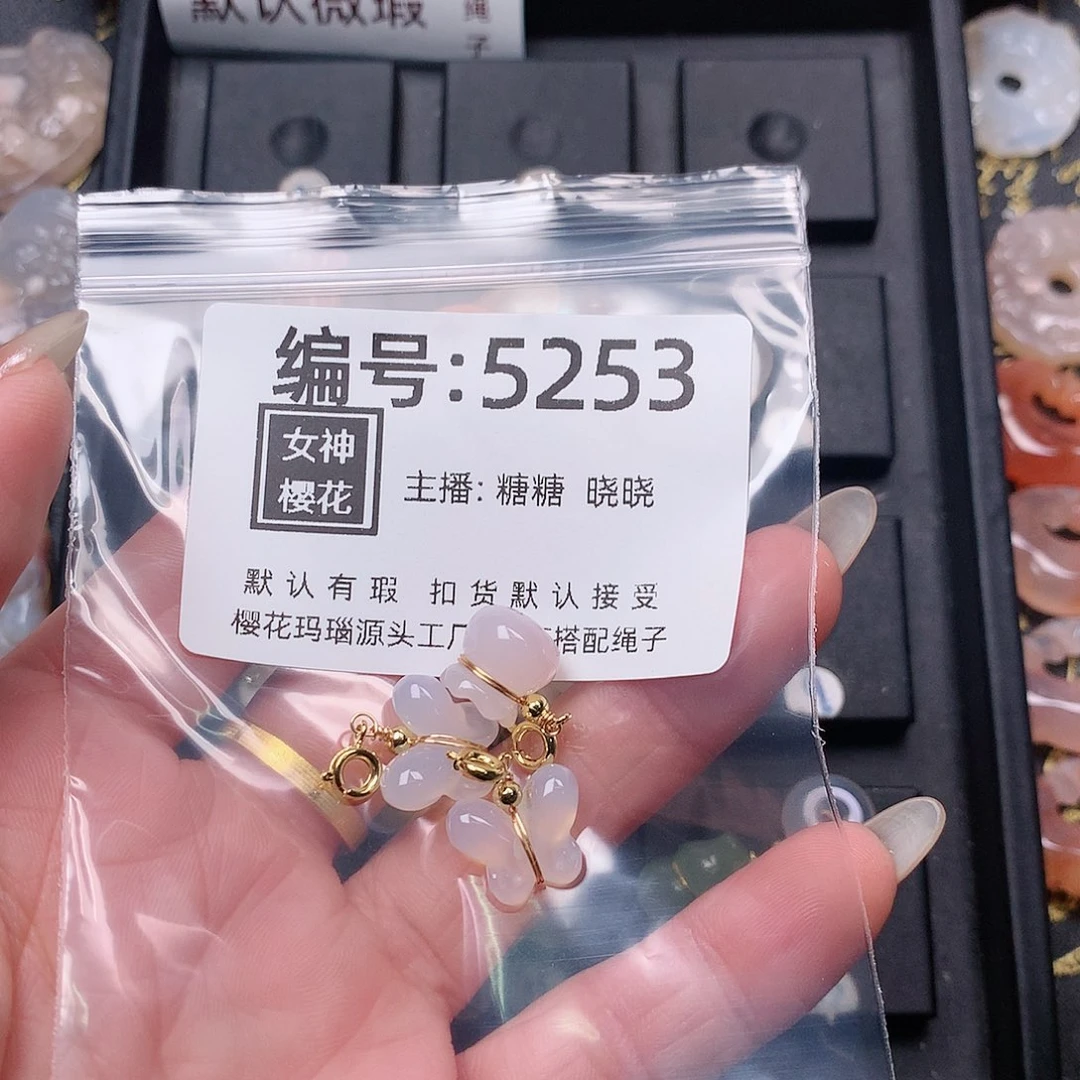 默认微瑕
绳
子
编号:5253
女神
樱花
主播: 糖糖 晓晓
默认有瑕 扣货默认接受
樱花玛瑙源头工厂 搭配绳子